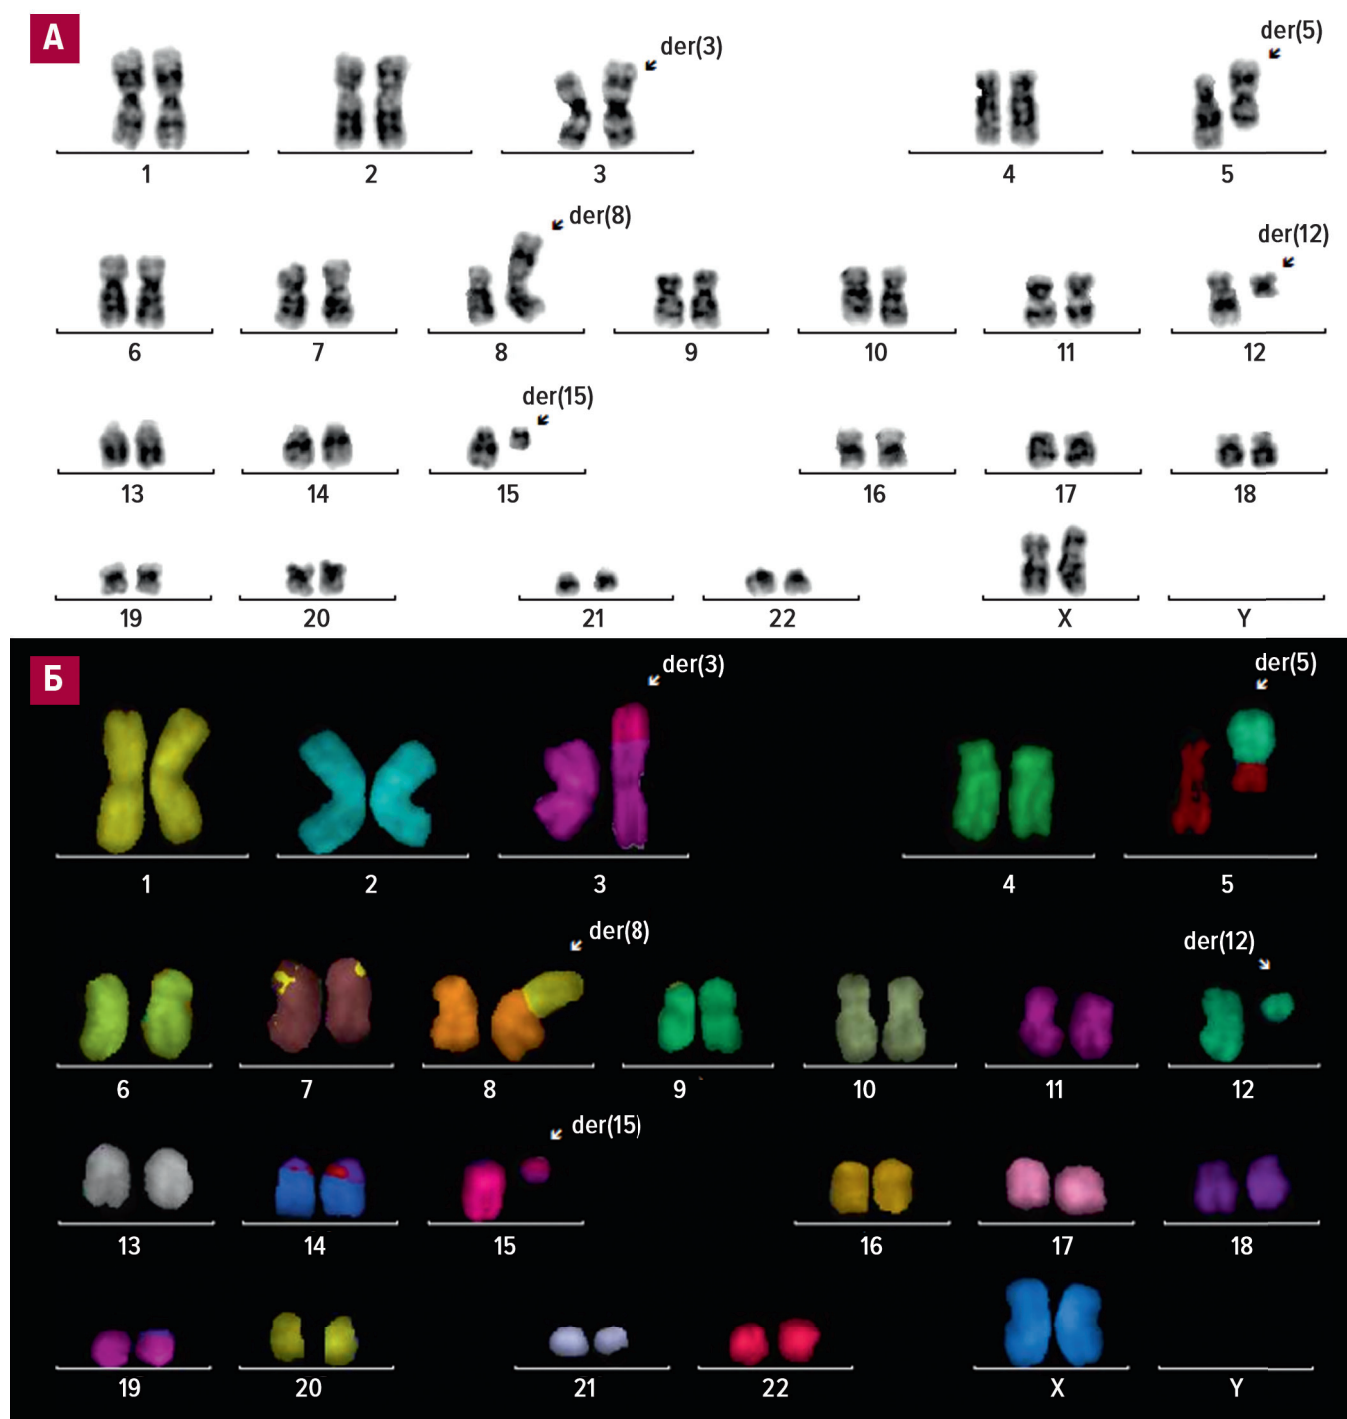 А
der(3)
der(5)
1 2 3 4 5
der(8)
der(12)
6 7 8 9 10 11 12
der(15)
13 14 15 16 17 18
19 20 21 22 X Y
Б
der(3)
der(5)
1 2 3 4 5
der(8)
der(12)
6 7 8 9 10 11 12
der(15)
13 14 15 16 17 18
19 20 21 22 X Y